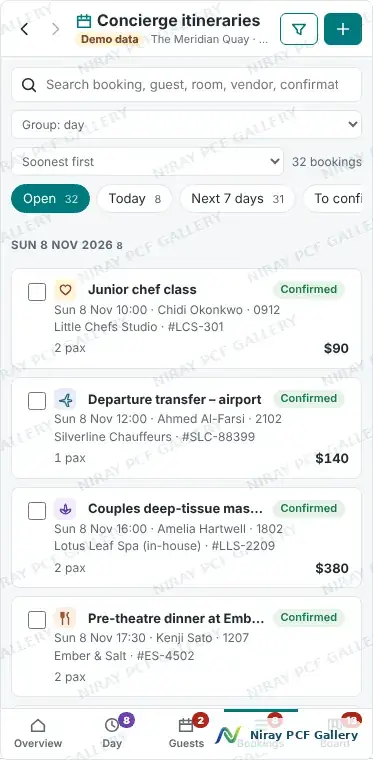 Concierge itineraries
Demo data The Meridian Quay · ...
Search booking, guest, room, vendor, confirmat
Group: day
Soonest first
32 bookings
Open 32
Today 8
Next 7 days 31
To confi
SUN 8 NOV 2026 8
Junior chef class
Confirmed
Sun 8 Nov 10:00 · Chidi Okonkwo · 0912
Little Chefs Studio · #LCS-301
2 pax
$90
Departure transfer – airport
Confirmed
Sun 8 Nov 12:00 · Ahmed Al-Farsi · 2102
Silverline Chauffeurs · #SLC-88399
1 pax
$140
Couples deep-tissue mas...
Confirmed
Sun 8 Nov 16:00 · Amelia Hartwell · 1802
Lotus Leaf Spa (in-house) · #LLS-2209
2 pax
$380
Pre-theatre dinner at Emb...
Confirmed
Sun 8 Nov 17:30 · Kenji Sato · 1207
Ember & Salt · #ES-4502
2 pax
Overview
8
Day
2
Guests
Bookings
Board
Niray PCF Gallery
NIRAY PCF GALLERY